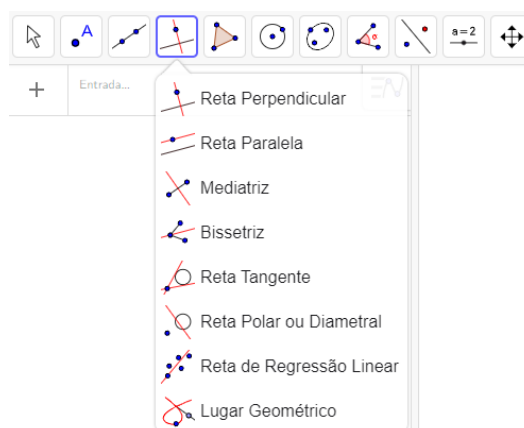 A
a=2
Entrada...
Reta Perpendicular
Reta Paralela
Mediatriz
Bissetriz
Reta Tangente
Reta Polar ou Diametral
Reta de Regressão Linear
Lugar Geométrico